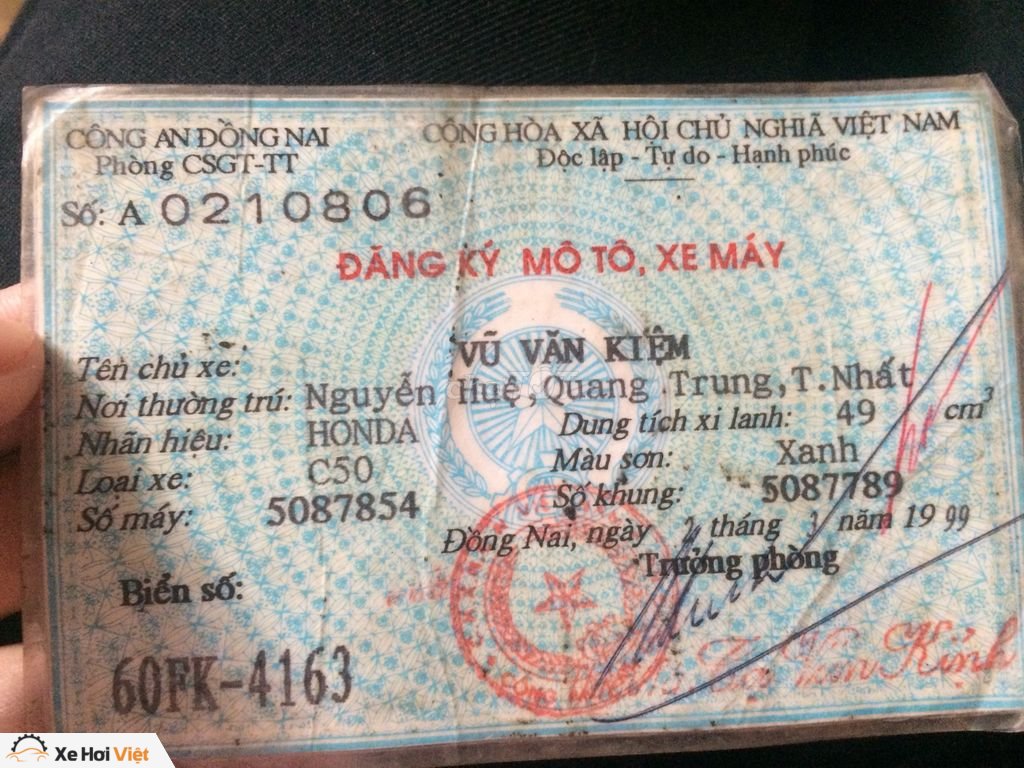 CÔNG AN ĐỒNG NAI
Phòng CSGT-TT
CỘNG HÒA XÃ HỘI CHỦ NGHĨA VIỆT NAM
Độc lập - Tự do - Hạnh phúc
Số: A 0210806
ĐĂNG KÝ MÔ TÔ, XE MÁY
Tên chủ xe: VŨ VĂN KIỆM
Nơi thường trú: Nguyễn Huệ, Quang Trung, T.Nhất
Nhãn hiệu: HONDA Dung tích xi lanh: 49 cm³
Loại xe: C50 Màu sơn: Xanh
Số máy: 5087854 Số khung: 5087789
Đồng Nai, ngày tháng năm 1999
Trưởng phòng
Biển số:
60FK-4163
Văn Kỉnh
Xe Hơi Việt